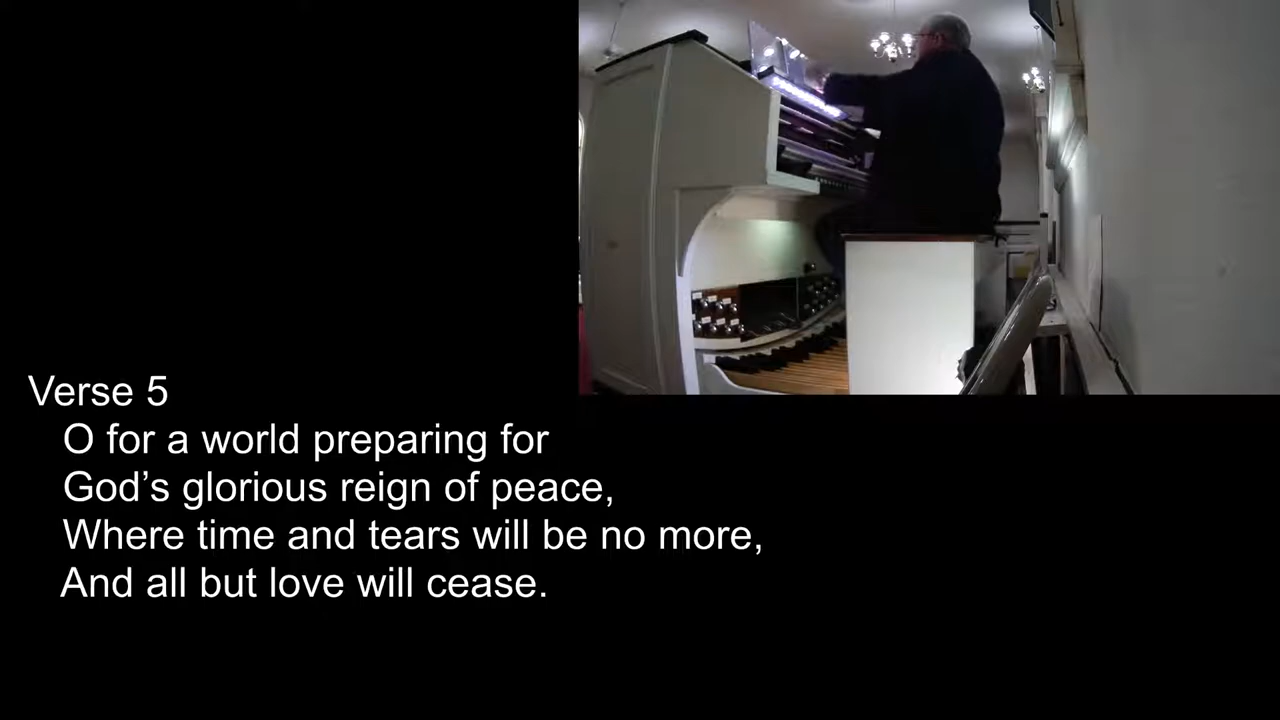 Verse 5
O for a world preparing for
God’s glorious reign of peace,
Where time and tears will be no more,
And all but love will cease.